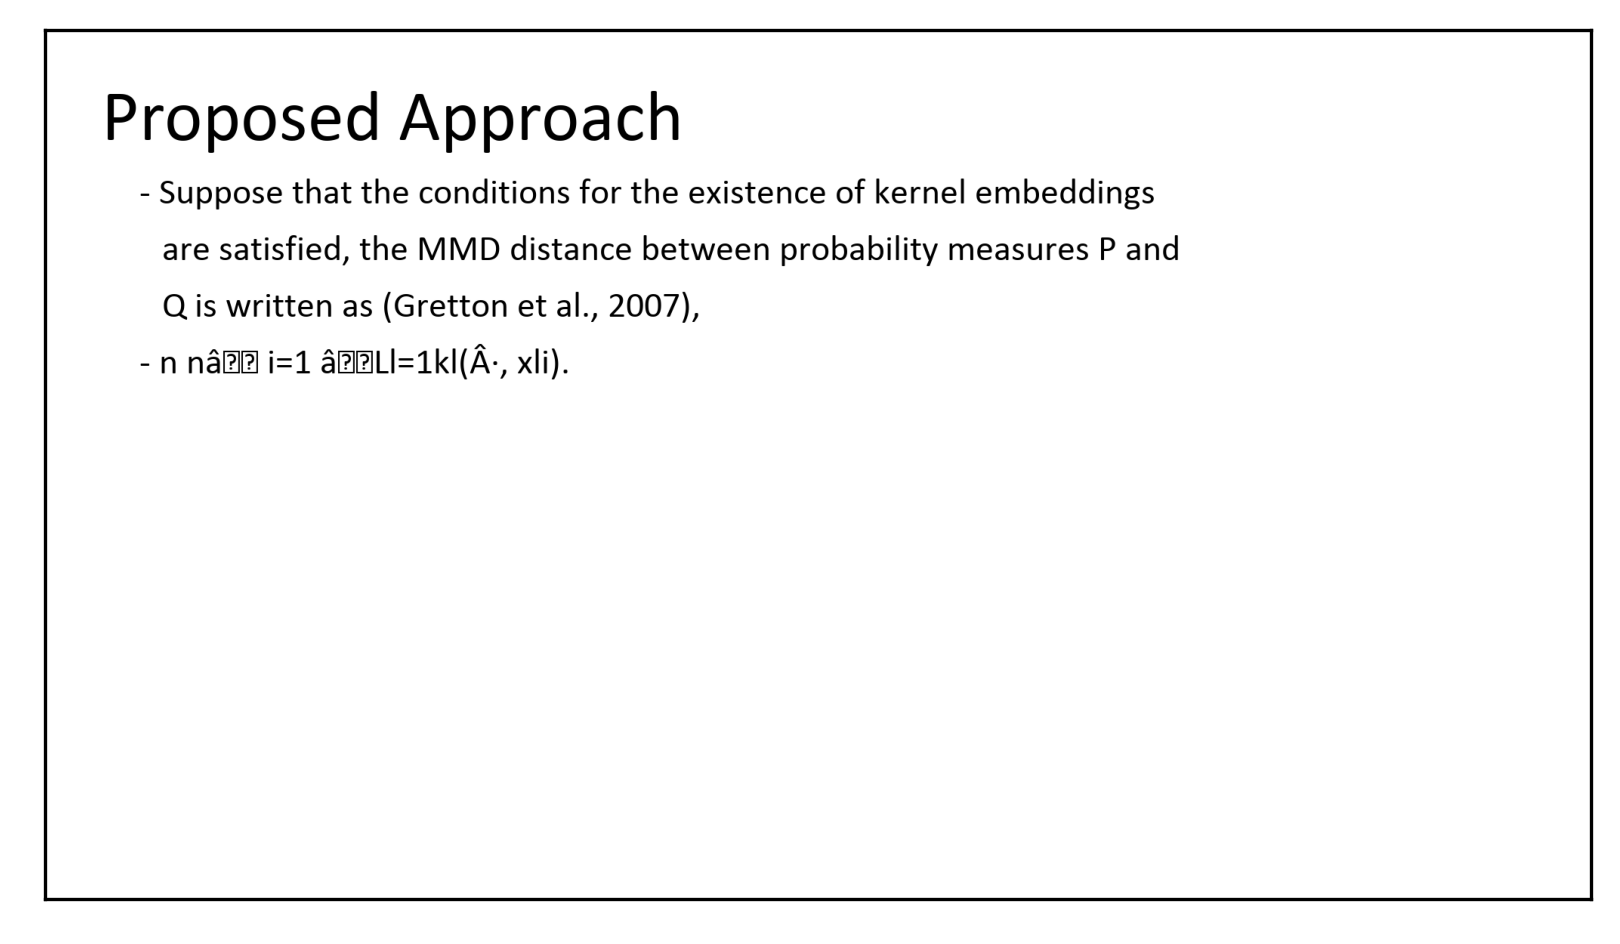 Proposed Approach
- Suppose that the conditions for the existence of kernel embeddings
are satisfied, the MMD distance between probability measures P and
Q is written as (Gretton et al., 2007),
- n nâ�� i=1 â��Ll=1kl(Â·, xli).